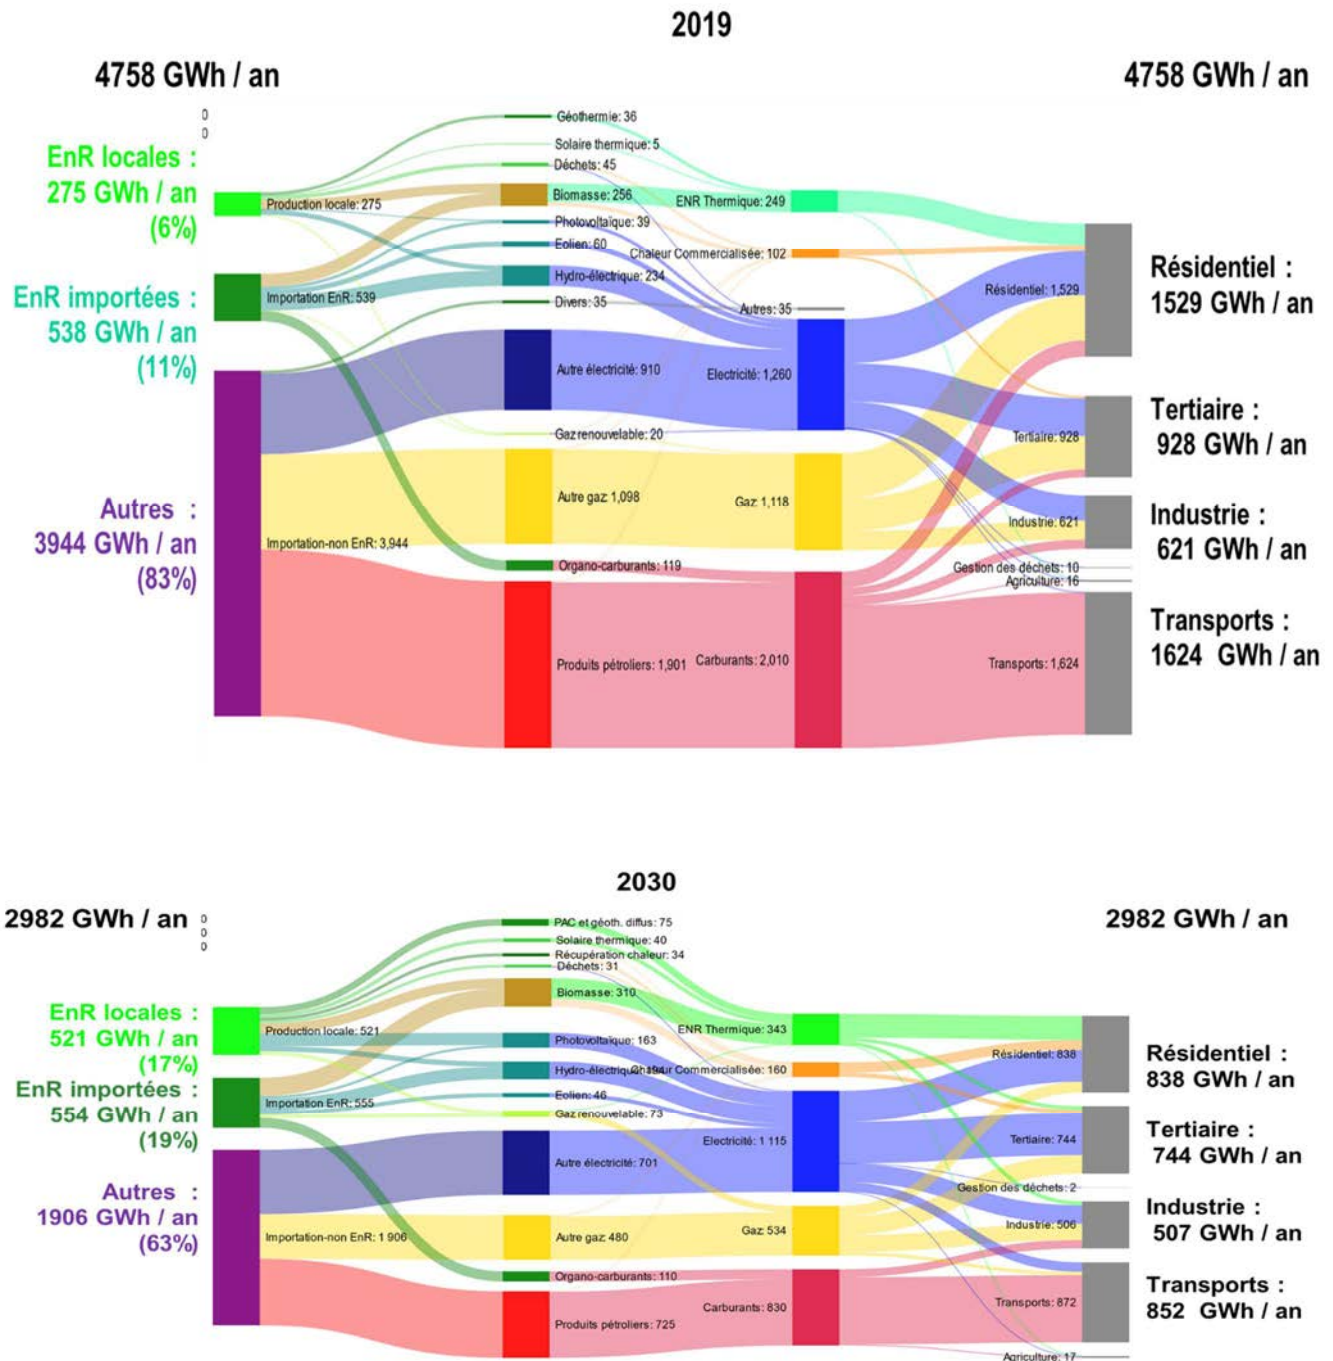 2019
4758 GWh / an
4758 GWh / an
0
0
EnR locales :
275 GWh / an
(6%)
EnR importées :
538 GWh / an
(11%)
Autres :
3944 GWh / an
(83%)
Production locale: 275
Importation EnR: 539
Importation-non EnR: 3,944
Géothermie: 36
Solaire thermique: 5
Déchets: 45
Biomasse: 256
Photovoltaïque: 39
Eolien: 60
Hydro-électrique: 234
Divers: 35
Autre électricité: 910
Gaz renouvelable: 20
Autre gaz: 1,098
Organo-carburants: 119
Produits pétroliers: 1,901
ENR Thermique: 249
Chaleur Commercialisée: 102
Autres: 35
Electricité: 1,260
Gaz: 1,118
Carburants: 2,010
Résidentiel: 1,529
Tertiaire: 928
Industrie: 621
Gestion des déchets: 10
Agriculture: 16
Transports: 1,624
Résidentiel :
1529 GWh / an
Tertiaire :
928 GWh / an
Industrie :
621 GWh / an
Transports :
1624 GWh / an
2030
2982 GWh / an
2982 GWh / an
0
0
0
EnR locales :
521 GWh / an
(17%)
EnR importées :
554 GWh / an
(19%)
Autres :
1906 GWh / an
(63%)
Production locale: 521
Importation EnR: 555
Importation-non EnR: 1 906
PAC et géoth. diffus: 75
Solaire thermique: 40
Récupération chaleur: 34
Déchets: 31
Biomasse: 310
Photovoltaïque: 163
Hydro-électrique: 194
Eolien: 46
Gaz renouvelable: 73
Autre électricité: 701
Autre gaz: 480
Organo-carburants: 110
Produits pétroliers: 725
ENR Thermique: 343
Chaleur Commercialisée: 160
Electricité: 1 115
Gaz: 534
Carburants: 830
Résidentiel: 838
Tertiaire: 744
Gestion des déchets: 2
Industrie: 506
Transports: 872
Agriculture: 17
Résidentiel :
838 GWh / an
Tertiaire :
744 GWh / an
Industrie :
507 GWh / an
Transports :
852 GWh / an